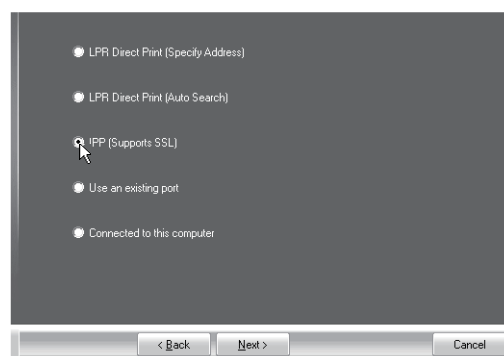 LPR Direct Print (Specify Address)
LPR Direct Print (Auto Search)
IPP (Supports SSL)
Use an existing port
Connected to this computer
< Back Next > Cancel